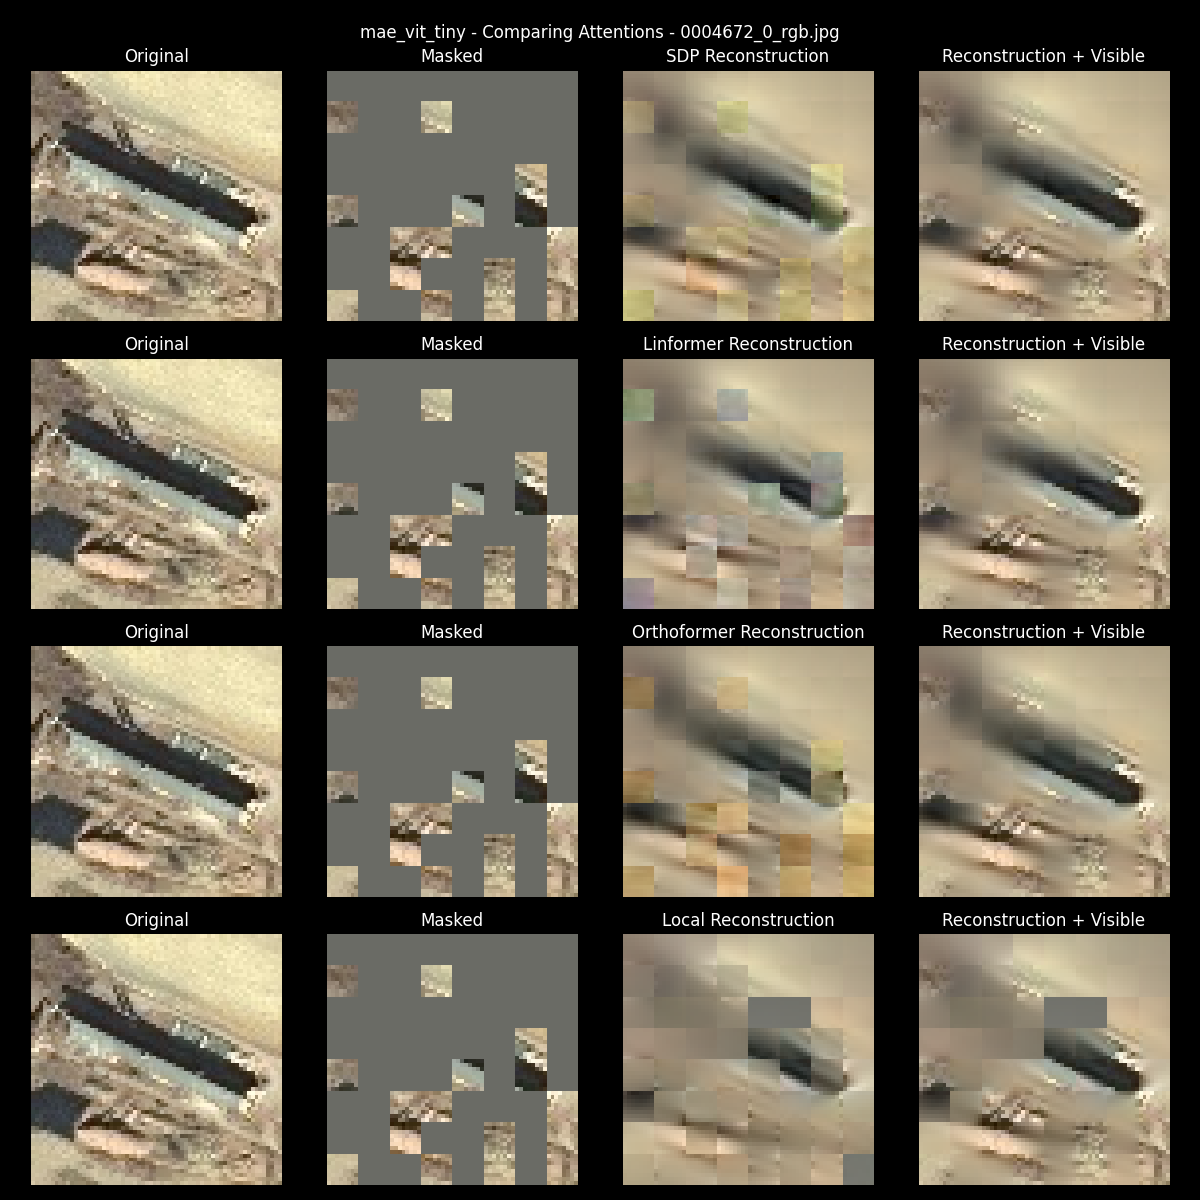 mae_vit_tiny - Comparing Attentions - 0004672_0_rgb.jpg
Original Masked SDP Reconstruction Reconstruction + Visible
Original Masked Linformer Reconstruction Reconstruction + Visible
Original Masked Orthoformer Reconstruction Reconstruction + Visible
Original Masked Local Reconstruction Reconstruction + Visible